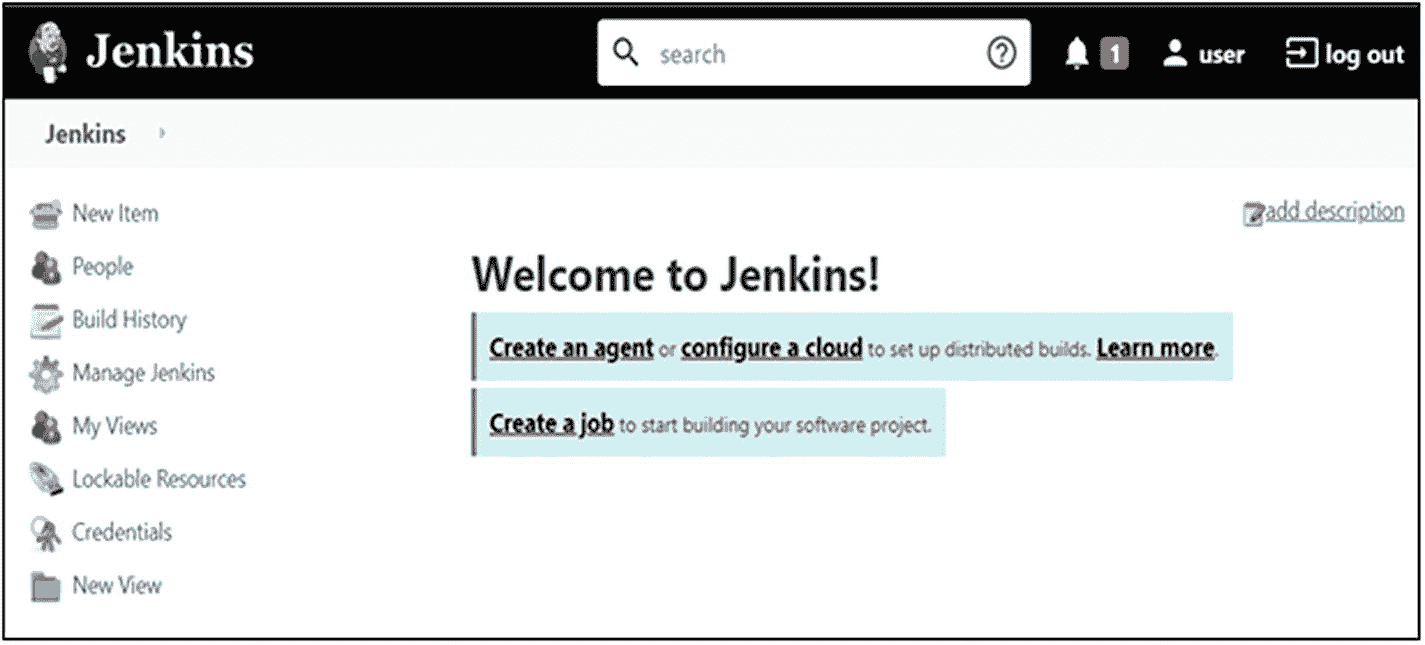 Jenkins
search
1
user
log out
Jenkins
New Item
People
Build History
Manage Jenkins
My Views
Lockable Resources
Credentials
New View
add description
Welcome to Jenkins!
Create an agent or configure a cloud to set up distributed builds. Learn more.
Create a job to start building your software project.